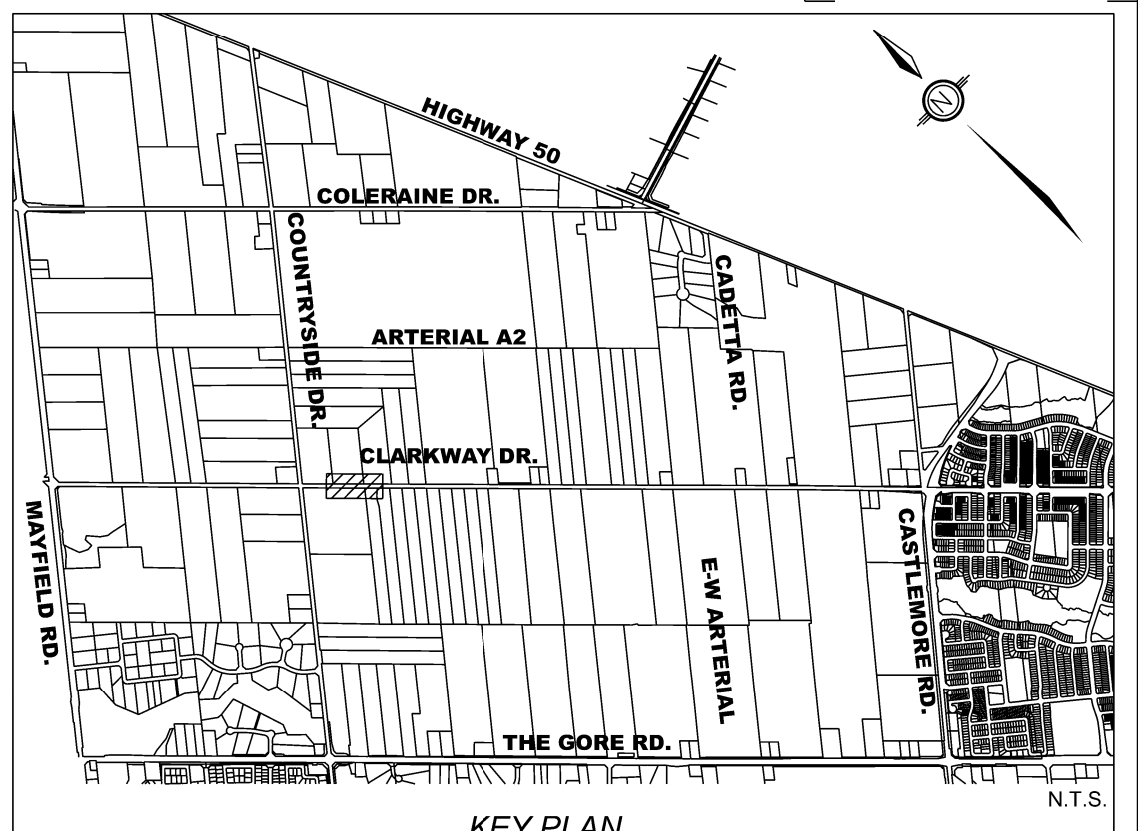 N
HIGHWAY 50
COLERAINE DR.
COUNTRYSIDE DR.
CADETTA RD.
ARTERIAL A2
CLARKWAY DR.
MAYFIELD RD.
CASTLEMORE RD.
E-W ARTERIAL
THE GORE RD.
N.T.S.
KEY PLAN